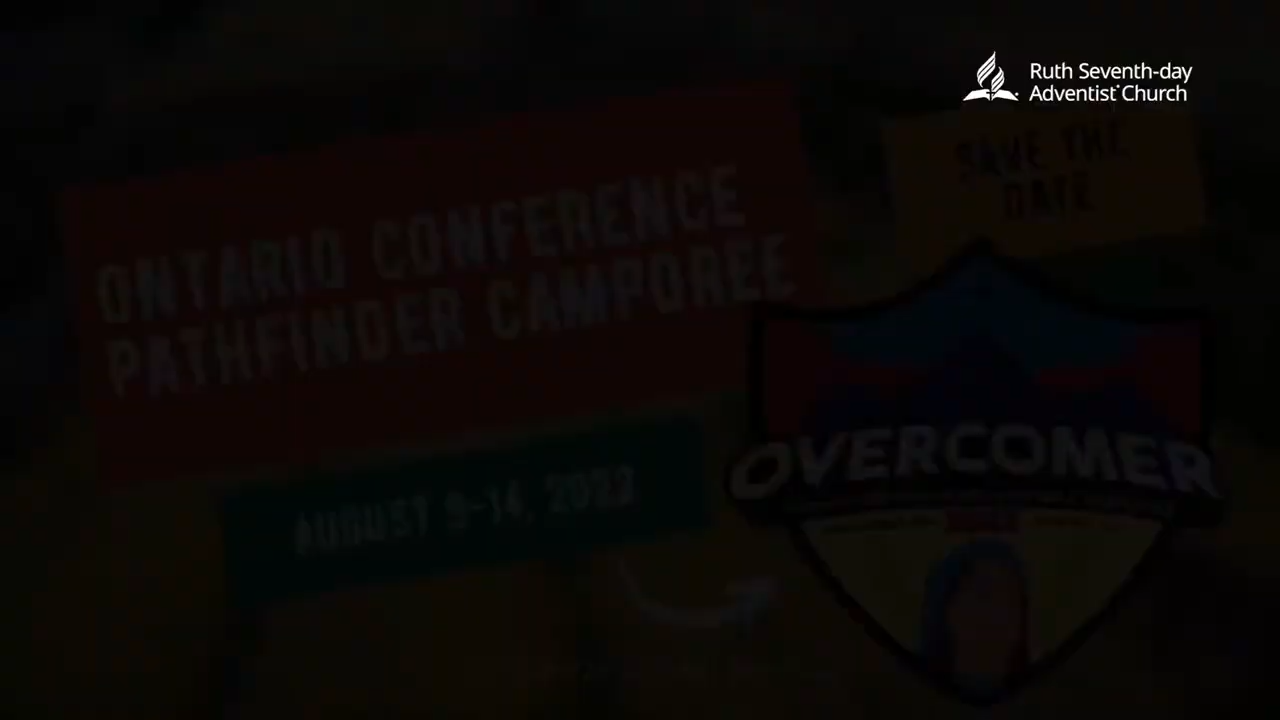 Ruth Seventh-day
Adventist Church
SAVE THE
DATE
ONTARIO CONFERENCE
PATHFINDER CAMPOREE
OVERCOMER
AUGUST 9-14, 2022